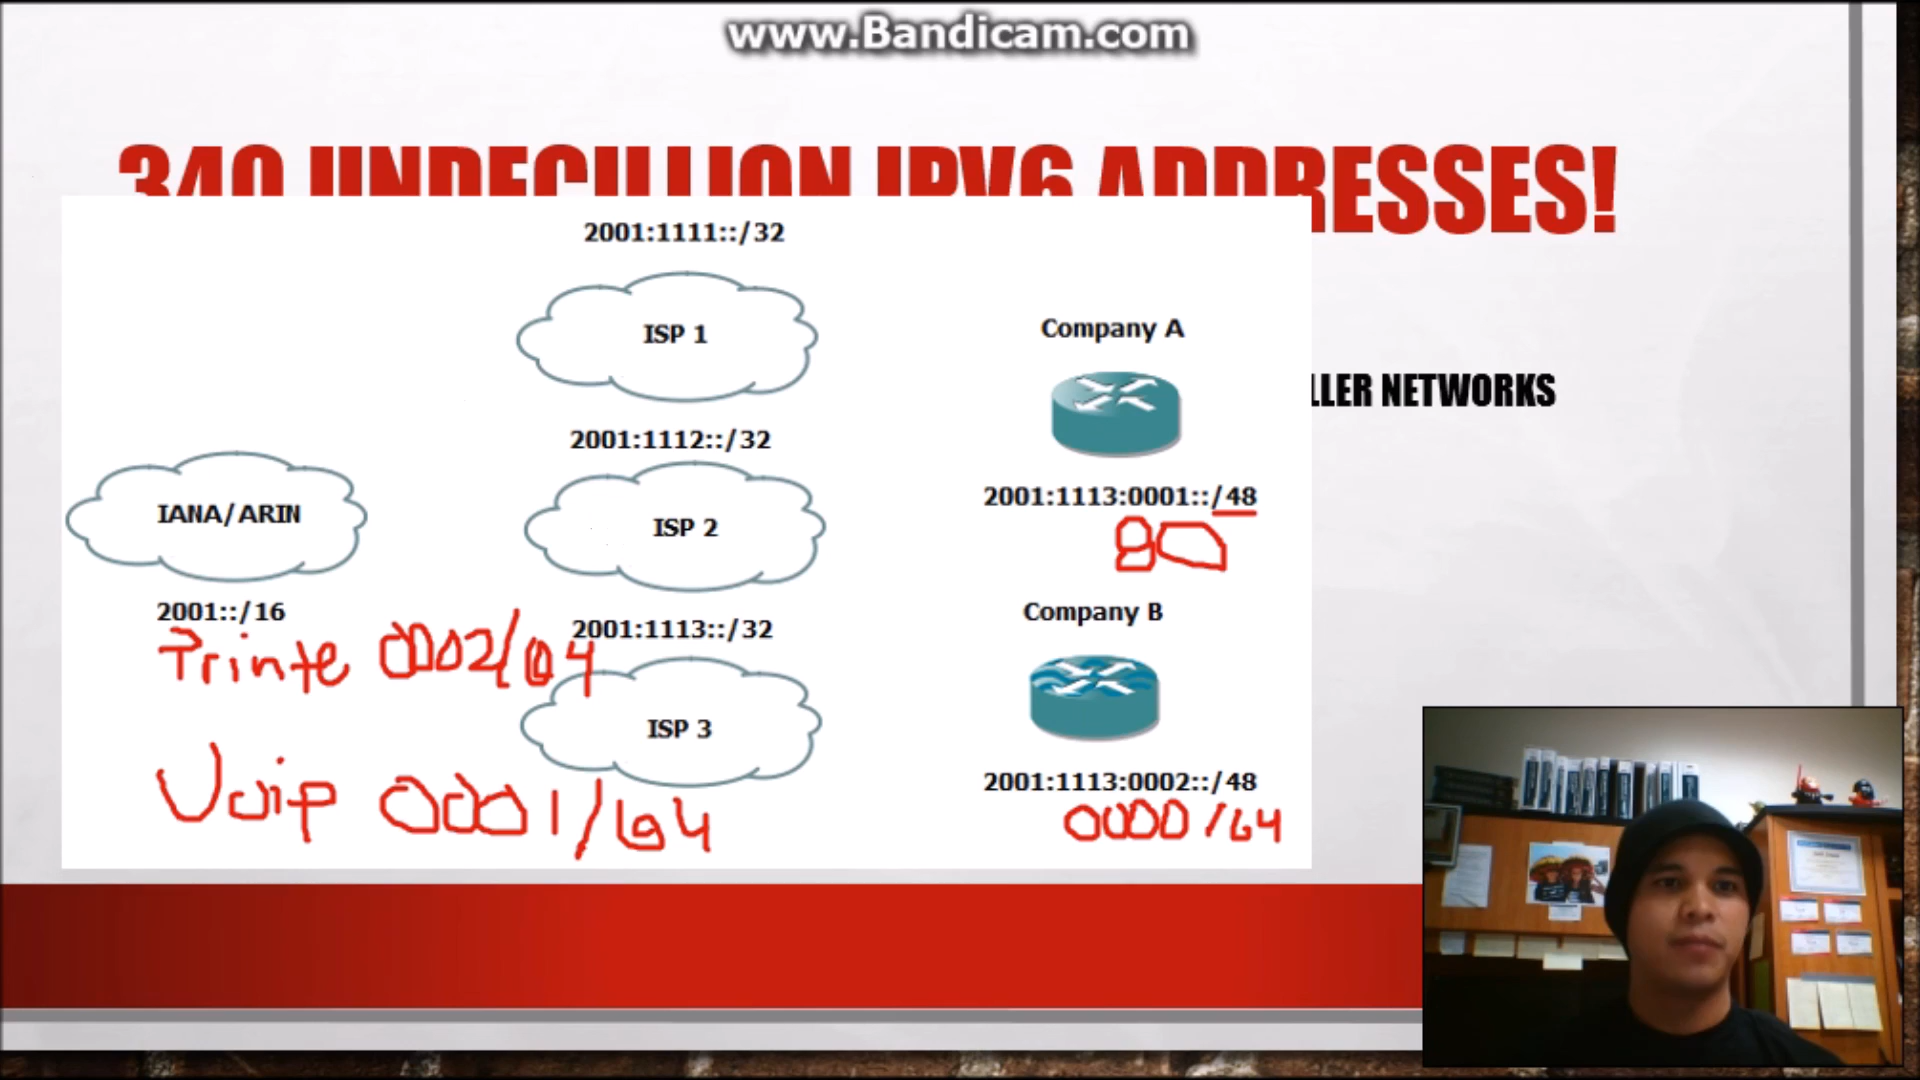 www.Bandicam.com
340 UNDECILLION IPV6 ADDRESSES!
LLER NETWORKS
2001:1111::/32
ISP 1
Company A
2001:1112::/32
2001:1113:0001::/48
80
IANA/ARIN
ISP 2
2001::/16
Company B
2001:1113::/32
Printe 0002/64
ISP 3
2001:1113:0002::/48
Voip 0001/64
0000/64